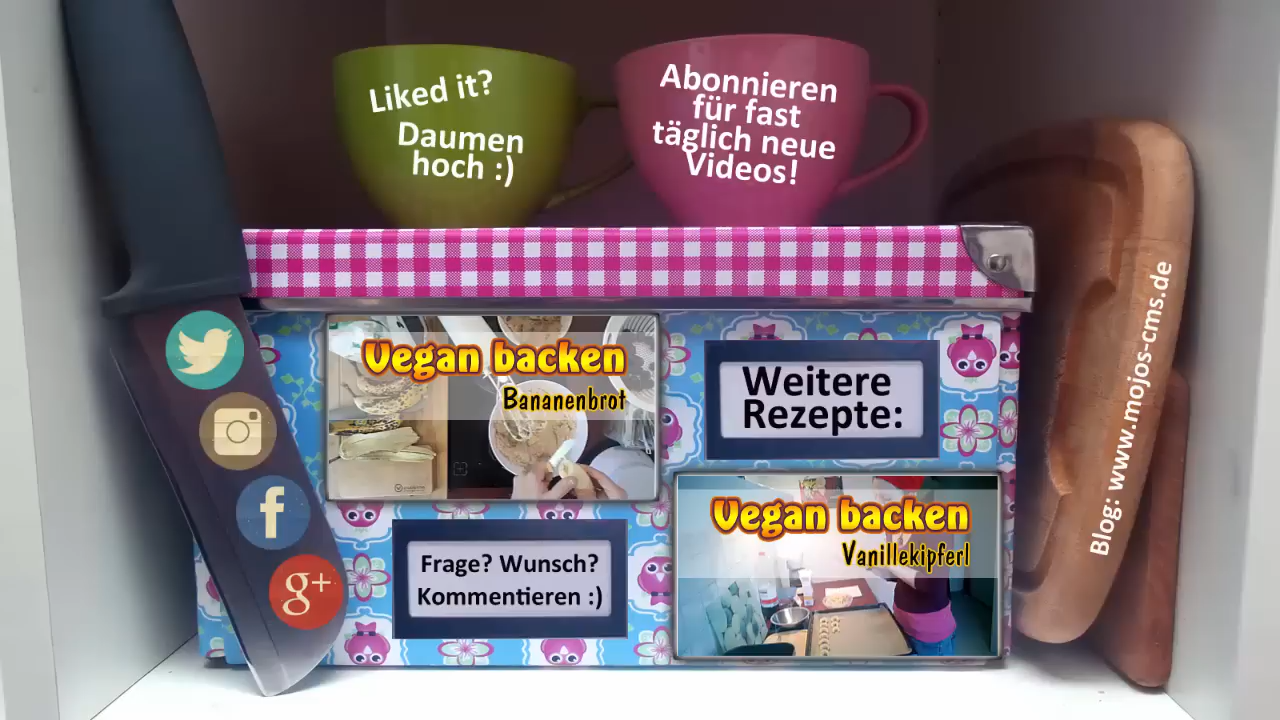 Liked it?
Daumen
hoch :)
Abonnieren
für fast
täglich neue
Videos!
Vegan backen
Bananenbrot
Weitere
Rezepte:
Frage? Wunsch?
Kommentieren :)
Vegan backen
Vanillekipferl
Blog: www.mojos-cms.de
g+